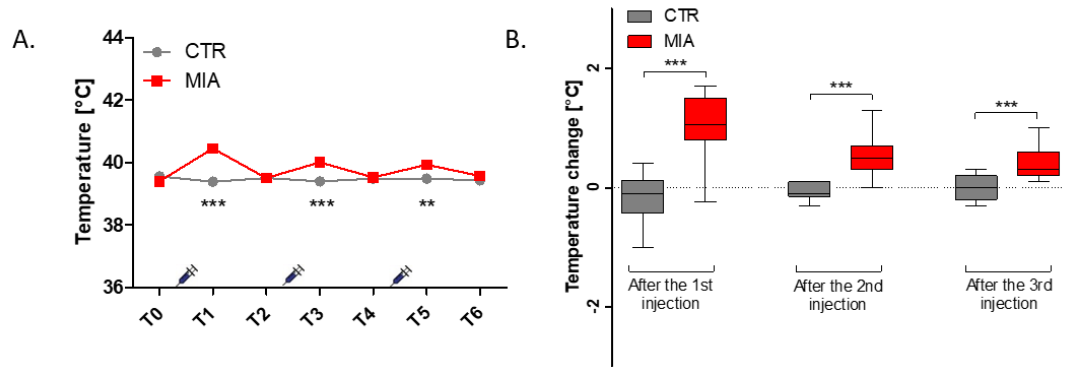 A.
Temperature [°C]
44
42
40
38
36
CTR
MIA
***
***
**
T0
T1
T2
T3
T4
T5
T6
B.
Temperature change [°C]
2
0
-2
CTR
MIA
***
***
***
After the 1st
injection
After the 2nd
injection
After the 3rd
injection